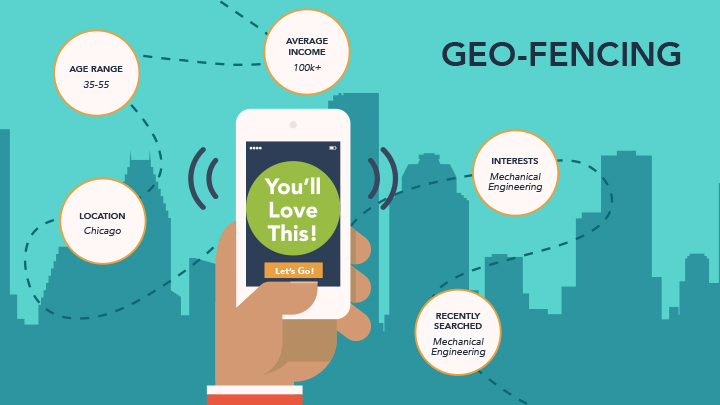 GEO-FENCING
AVERAGE
INCOME
100k+
AGE RANGE
35-55
LOCATION
Chicago
You'll
Love
This!
Let's Go!
INTERESTS
Mechanical
Engineering
RECENTLY
SEARCHED
Mechanical
Engineering